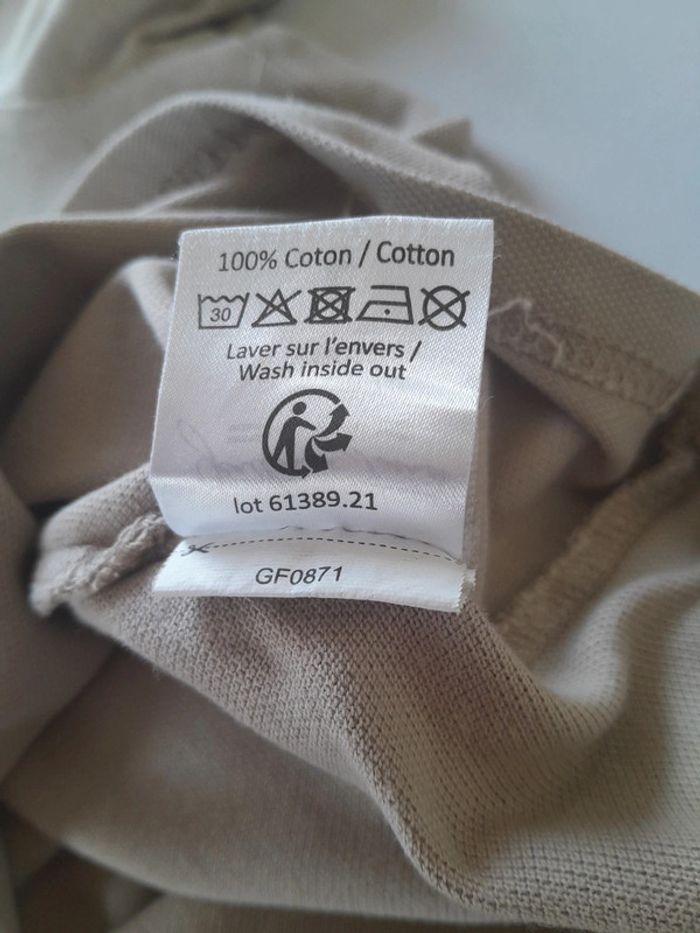 100% Coton / Cotton
30
Laver sur l'envers /
Wash inside out
lot 61389.21
GF0871